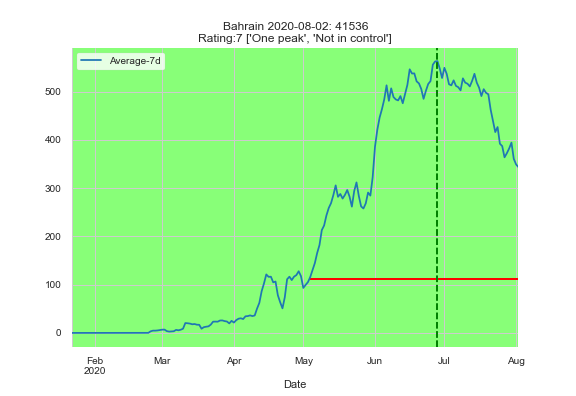 Bahrain 2020-08-02: 41536
Rating:7 ['One peak', 'Not in control']
Average-7d
500
400
300
200
100
0
Feb
2020
Mar
Apr
May
Jun
Jul
Aug
Date